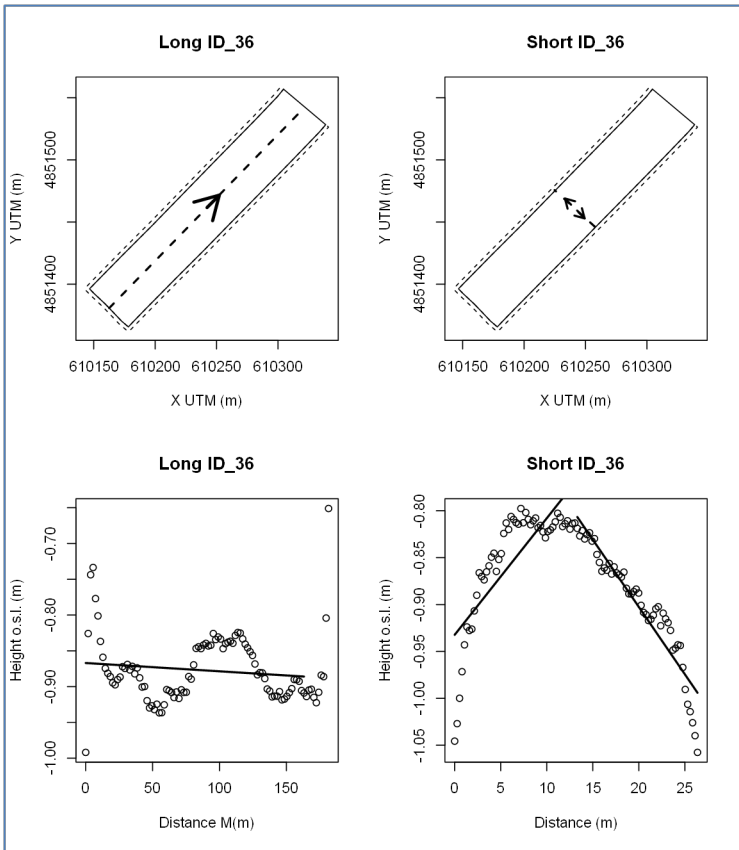 Long ID_36
Y UTM (m)
4851500
4851400
610150 610200 610250 610300
X UTM (m)
Short ID_36
Y UTM (m)
4851500
4851400
610150 610200 610250 610300
X UTM (m)
Long ID_36
Height o.s.l. (m)
-0.70
-0.80
-0.90
-1.00
0 50 100 150
Distance M(m)
Short ID_36
Height o.s.l. (m)
-0.80
-0.85
-0.90
-0.95
-1.00
-1.05
0 5 10 15 20 25
Distance (m)